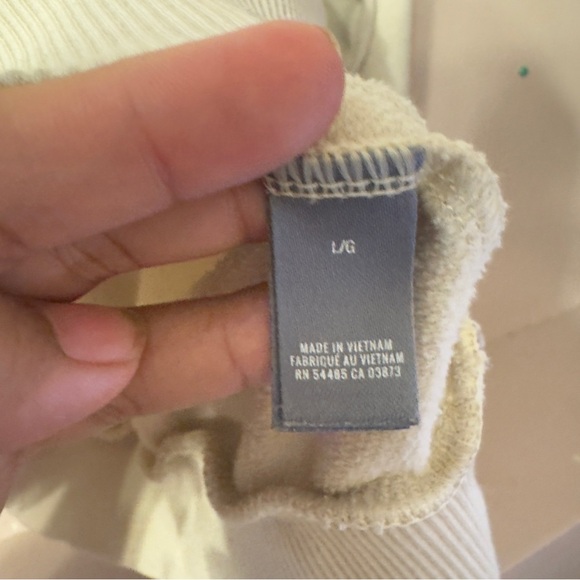 L/G
MADE IN VIETNAM
FABRIQUÉ AU VIETNAM
RN 54485 CA 03873